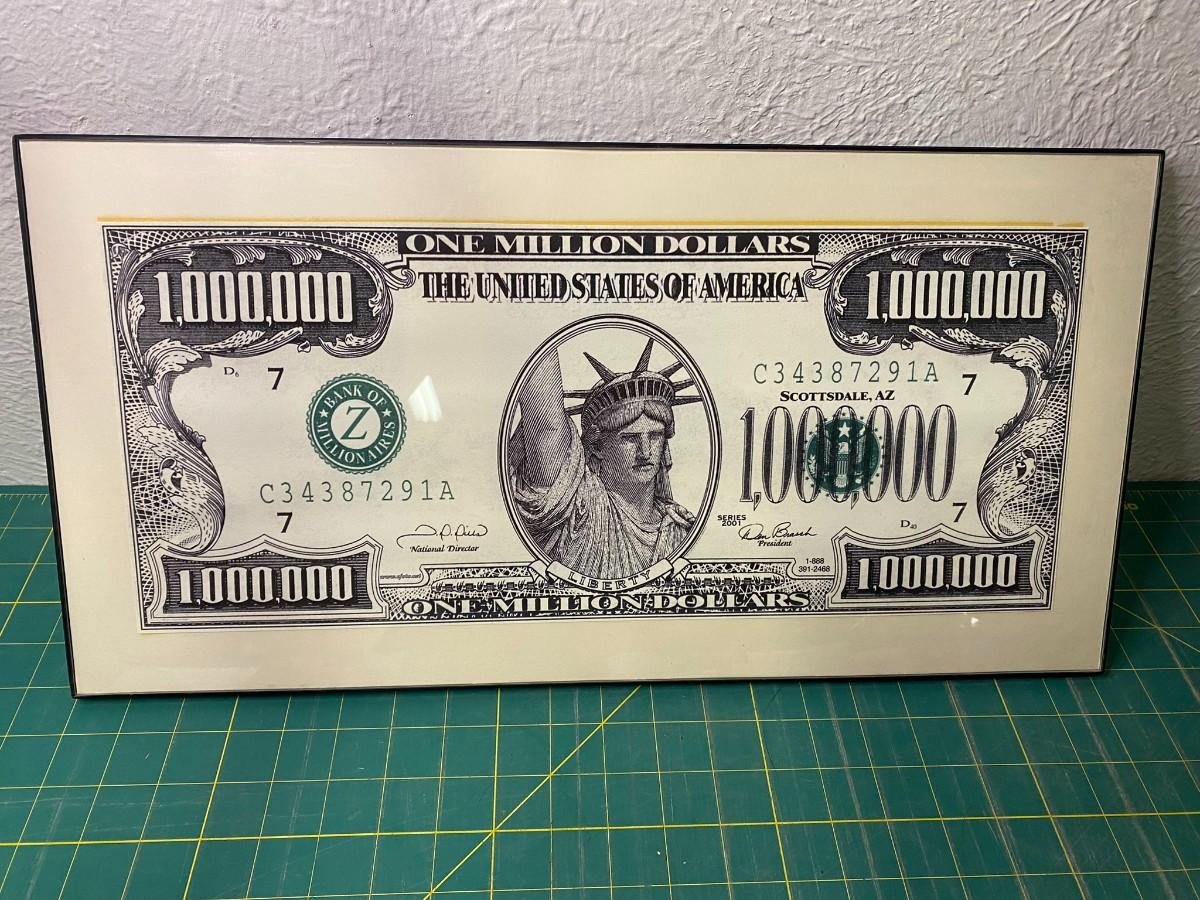 ONE MILLION DOLLARS
THE UNITED STATES OF AMERICA
1,000,000
1,000,000
D6
7
BANK OF
Z
MILLIONAIRES
C34387291A
SCOTTSDALE, AZ
7
1,000,000
C34387291A
7
National Director
SERIES
2001
President
D40
7
1-888
391-2468
LIBERTY
1,000,000
1,000,000
ONE MILLION DOLLARS